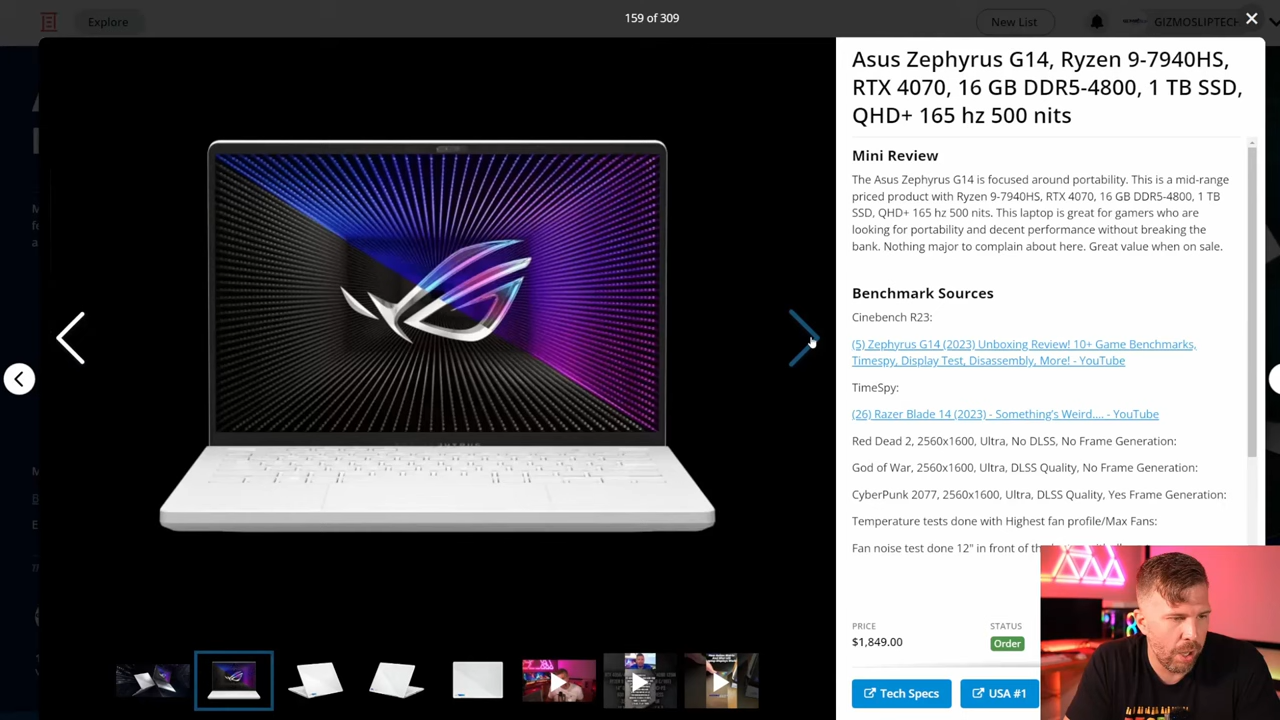 159 of 309
Explore
New List
GIZMOSLIPTECH
Asus Zephyrus G14, Ryzen 9-7940HS,
RTX 4070, 16 GB DDR5-4800, 1 TB SSD,
QHD+ 165 hz 500 nits
Mini Review
The Asus Zephyrus G14 is focused around portability. This is a mid-range
priced product with Ryzen 9-7940HS, RTX 4070, 16 GB DDR5-4800, 1 TB
SSD, QHD+ 165 hz 500 nits. This laptop is great for gamers who are
looking for portability and decent performance without breaking the
bank. Nothing major to complain about here. Great value when on sale.
Benchmark Sources
Cinebench R23:
(5) Zephyrus G14 (2023) Unboxing Review! 10+ Game Benchmarks,
Timespy, Display Test, Disassembly, More! - YouTube
TimeSpy:
(26) Razer Blade 14 (2023) - Something's Weird.... - YouTube
Red Dead 2, 2560x1600, Ultra, No DLSS, No Frame Generation:
God of War, 2560x1600, Ultra, DLSS Quality, No Frame Generation:
CyberPunk 2077, 2560x1600, Ultra, DLSS Quality, Yes Frame Generation:
Temperature tests done with Highest fan profile/Max Fans:
Fan noise test done 12" in front of
PRICE
STATUS
$1,849.00
Order
Tech Specs
USA #1